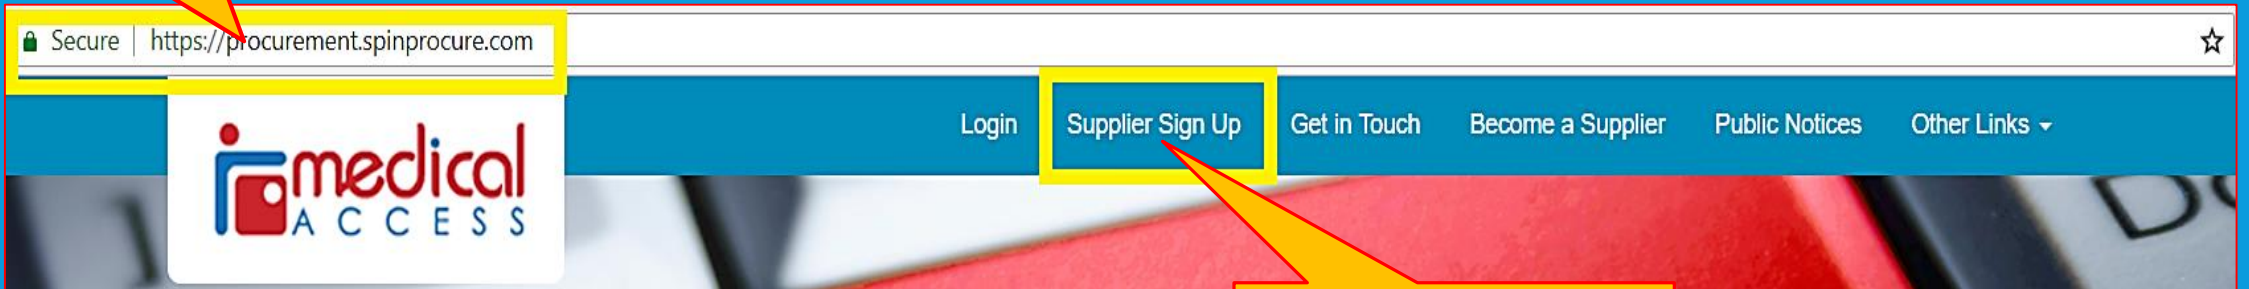 Secure | https://procurement.spinprocure.com
Login Supplier Sign Up Get in Touch Become a Supplier Public Notices Other Links
medical
ACCESS